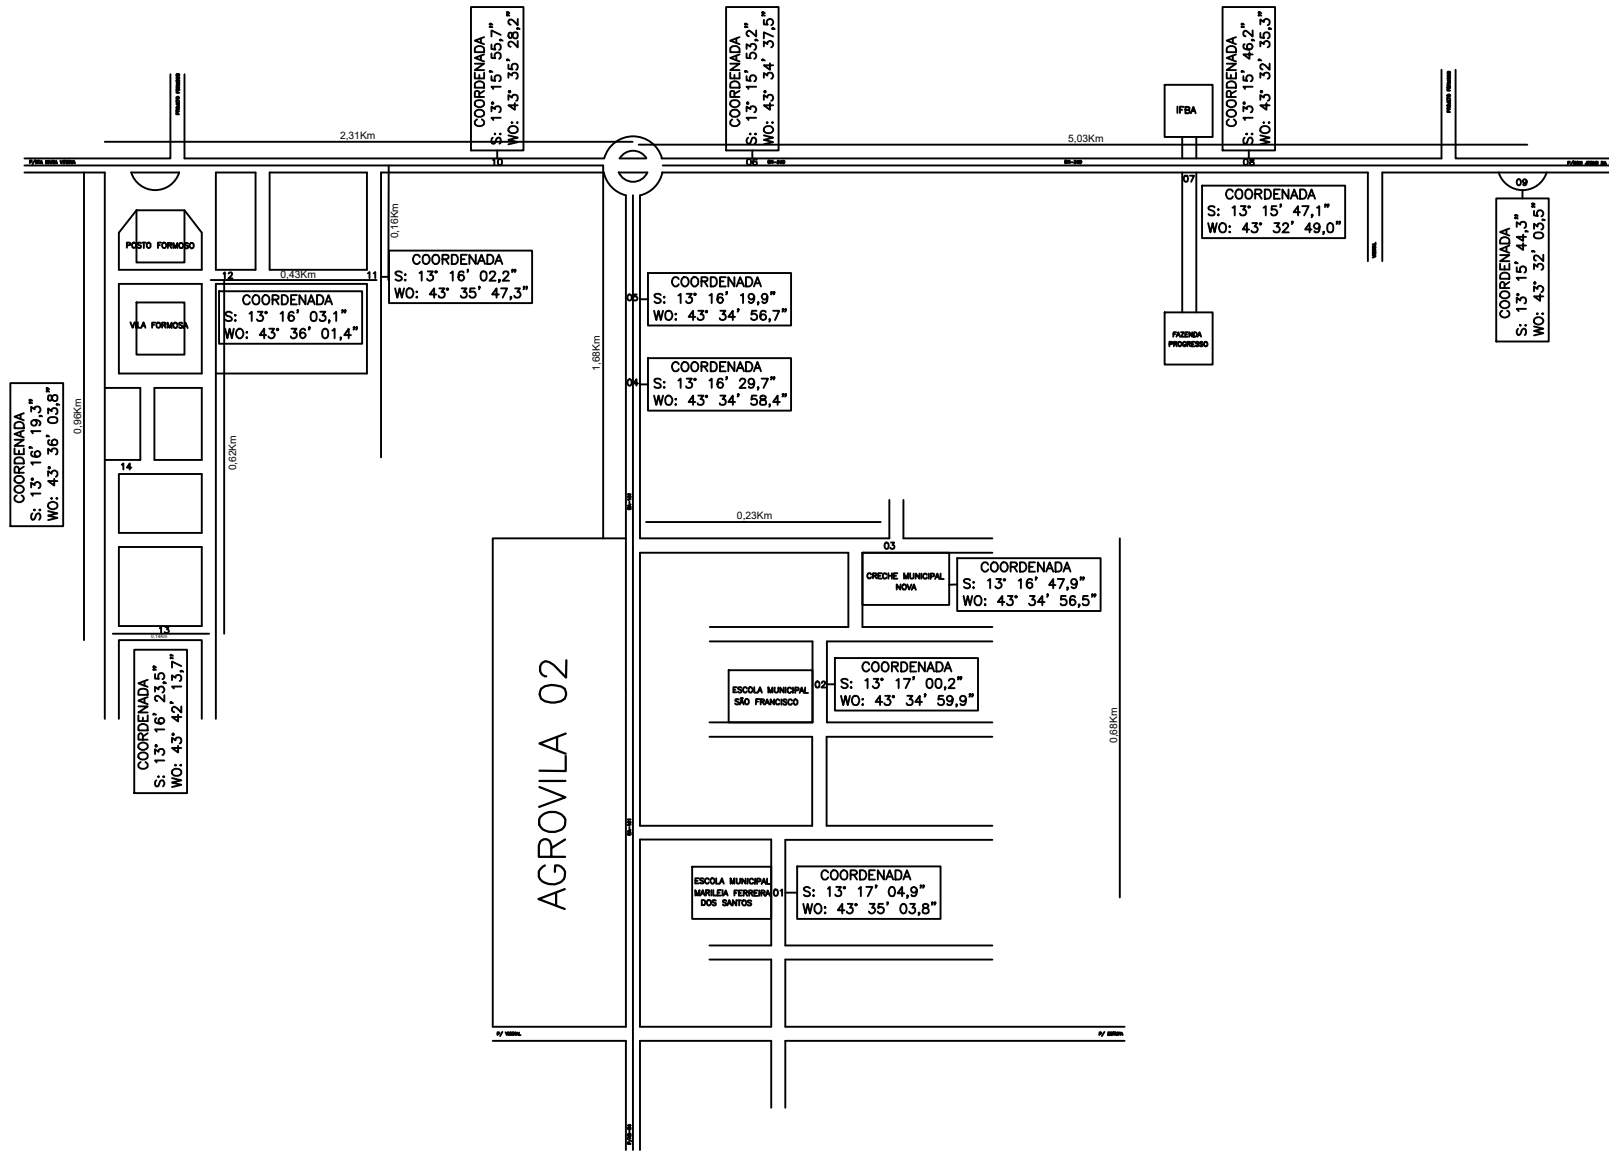 COORDENADA
S: 13° 15' 55,7"
WO: 43° 35' 28,2"
COORDENADA
S: 13° 15' 53,2"
WO: 43° 34' 37,5"
COORDENADA
S: 13° 15' 46,2"
WO: 43° 32' 35,3"
IFBA
2,31Km
5,03Km
10
06
08
07
09
COORDENADA
S: 13° 15' 47,1"
WO: 43° 32' 49,0"
COORDENADA
S: 13° 15' 44,3"
WO: 43° 32' 03,5"
0,16Km
POSTO FORMOSO
12
0,43Km
11
COORDENADA
S: 13° 16' 02,2"
WO: 43° 35' 47,3"
COORDENADA
S: 13° 16' 03,1"
WO: 43° 36' 01,4"
VILA FORMOSA
05
COORDENADA
S: 13° 16' 19,9"
WO: 43° 34' 56,7"
FAZENDA
PROGRESSO
1,68Km
04
COORDENADA
S: 13° 16' 29,7"
WO: 43° 34' 58,4"
COORDENADA
S: 13° 16' 19,3"
WO: 43° 36' 03,8"
0,96Km
0,62Km
14
0,23Km
03
CRECHE MUNICIPAL
NOVA
COORDENADA
S: 13° 16' 47,9"
WO: 43° 34' 56,5"
13
COORDENADA
S: 13° 16' 23,5"
WO: 43° 42' 13,7"
AGROVILA 02
ESCOLA MUNICIPAL
SÃO FRANCISCO
02
COORDENADA
S: 13° 17' 00,2"
WO: 43° 34' 59,9"
0,68Km
ESCOLA MUNICIPAL
MARILEIA FERREIRA
DOS SANTOS
01
COORDENADA
S: 13° 17' 04,9"
WO: 43° 35' 03,8"